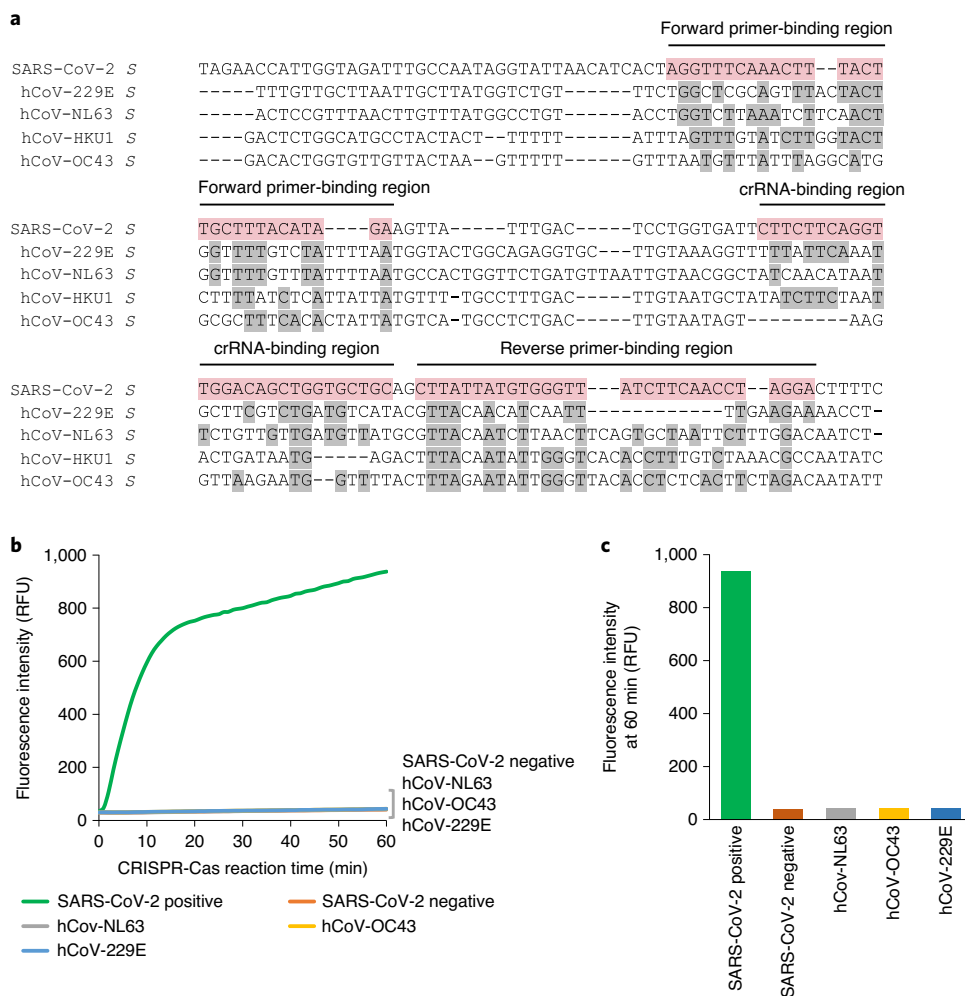 a
Forward primer-binding region
SARS-CoV-2 S TAGAACCATTGGTAGATTTGCCAATAGGTATTAACATCACTAGGTTTCAAACTT--TACT
hCoV-229E S -----TTTGTTGCTTAATTGCTTATGGTCTGT------TTCTGGCTCGCAGTTTACTACT
hCoV-NL63 S -----ACTCCGTTTAACTTGTTTATGGCCTGT------ACCTGGTCTTAAATCTTCAACT
hCoV-HKU1 S ----GACTCTGGCATGCCTACTACT--TTTTT------ATTTAGTTTGTATCTTGGTACT
hCoV-OC43 S ----GACACTGGTGTTGTTACTAA--GTTTTT------GTTTAATGTTTATTTAGGCATG
Forward primer-binding region crRNA-binding region
SARS-CoV-2 S TGCTTTACATA----GAAGTTA-----TTTGAC-----TCCTGGTGATTCTTCTTCAGGT
hCoV-229E S GGTTTTGTCTATTTTTAATGGTACTGGCAGAGGTGC--TTGTAAAGGTTTTTATTCAAAT
hCoV-NL63 S GGTTTTGTTTATTTTTAATGCCACTGGTTCTGATGTTAATTGTAACGGCTATCAACATAAT
hCoV-HKU1 S CTTTTATCTCATTATTATGTTT-TGCCTTTGAC-----TTGTAATGCTATATCTTCTAAT
hCoV-OC43 S GCGCTTTCACACTATTATGTCA-TGCCTCTGAC-----TTGTAATAGT---------AAG
crRNA-binding region Reverse primer-binding region
SARS-CoV-2 S TGGACAGCTGGTGCTGCAGCTTATTATGTGGGTT---ATCTTCAACCT--AGGACTTTTC
hCoV-229E S GCTTCGTCTGATGTCATACGTTACAACATCAATT------------TTGAAGAAAACCT-
hCoV-NL63 S TCTGTTGTTGATGTTATGCGTTACAATCTTAACTTCAGTGCTAATTCTTTGGACAATCT-
hCoV-HKU1 S ACTGATAATG-----AGACTTTACAATATTGGGTCACACCTTTGTCTAAACGCCAATATC
hCoV-OC43 S GTTAAGAATG--GTTTTTACTTTAGAATATTGGGTTACACCTCTCACTTCTAGACAATATT
b
Fluorescence intensity (RFU)
1,000
800
600
400
200
0
0 10 20 30 40 50 60
CRISPR-Cas reaction time (min)
SARS-CoV-2 negative
hCoV-NL63
hCoV-OC43
hCoV-229E
SARS-CoV-2 positive SARS-CoV-2 negative
hCov-NL63 hCoV-OC43
hCoV-229E
c
Fluorescence intensity
at 60 min (RFU)
1,000
800
600
400
200
0
SARS-CoV-2 positive
SARS-CoV-2 negative
hCov-NL63
hCoV-OC43
hCoV-229E